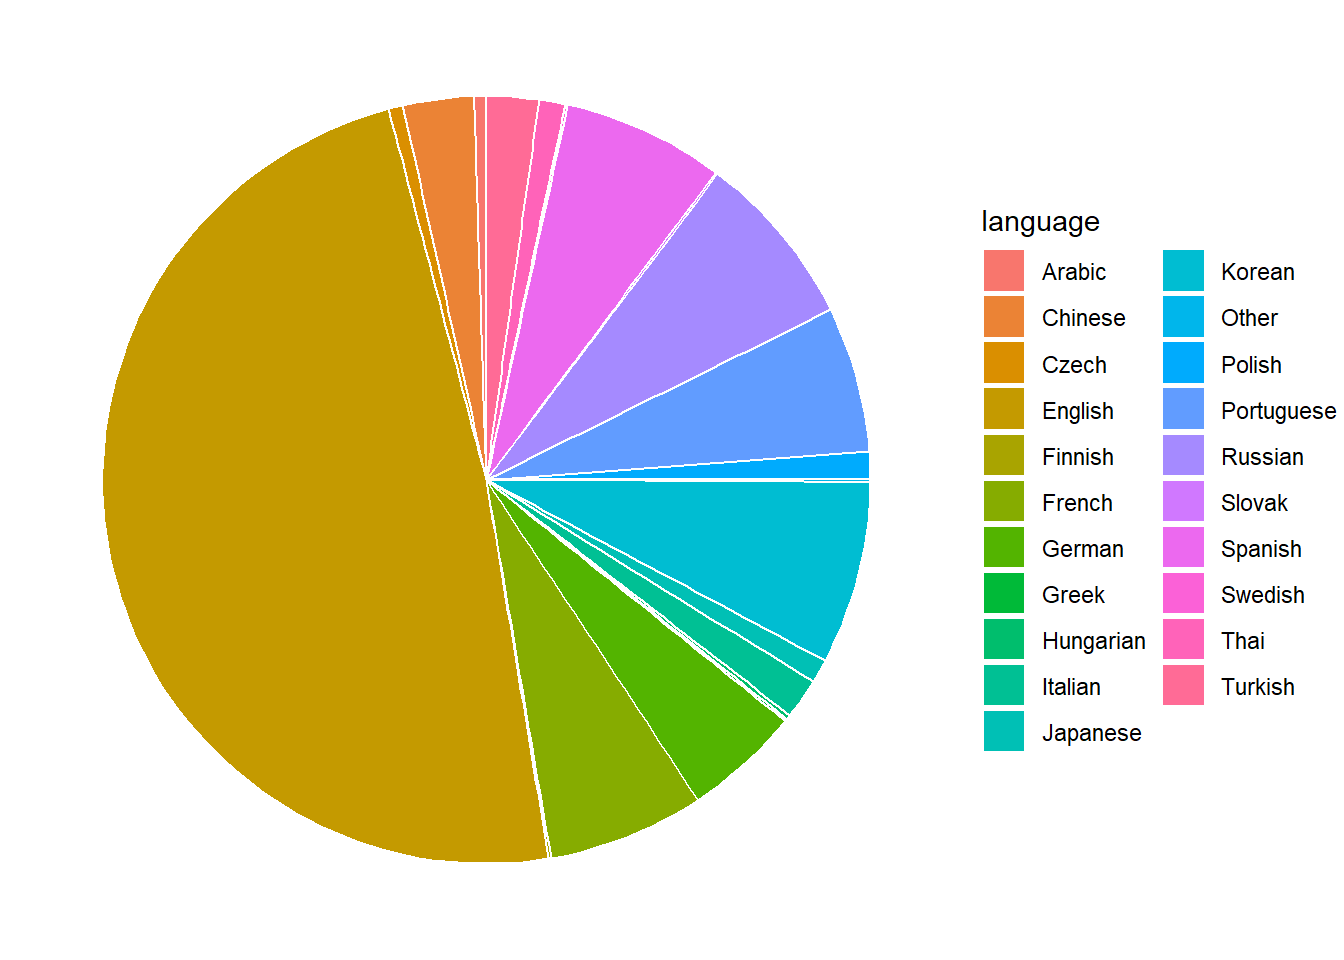 language
Arabic
Chinese
Czech
English
Finnish
French
German
Greek
Hungarian
Italian
Japanese
Korean
Other
Polish
Portuguese
Russian
Slovak
Spanish
Swedish
Thai
Turkish